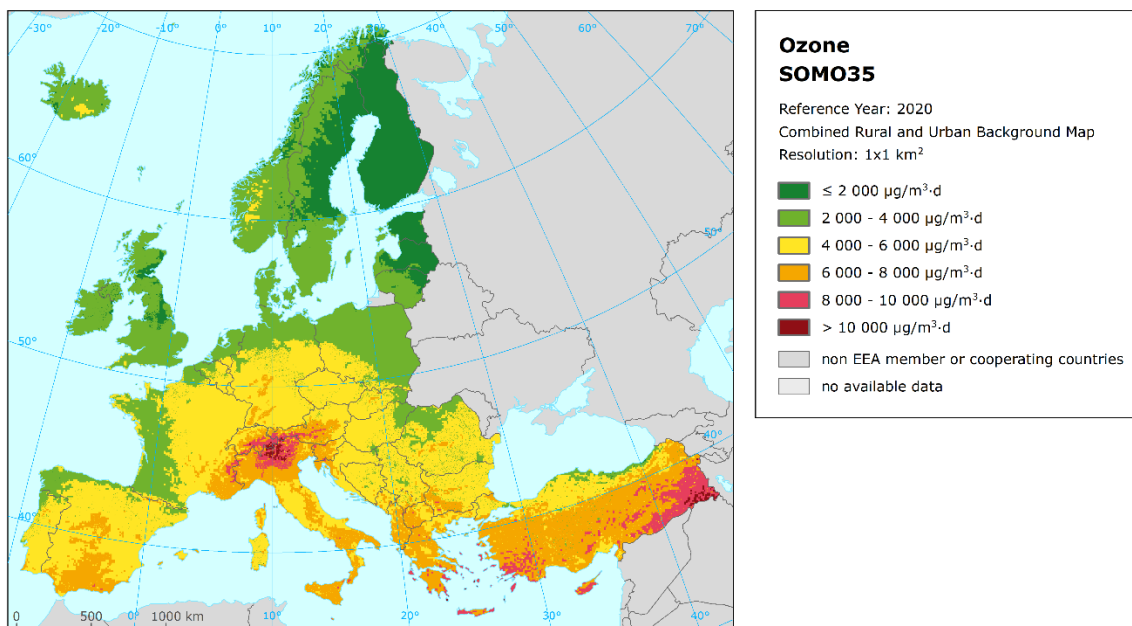 -30° -20° -10° 0° 10° 20° 30° 40° 50° 60° 70°
60°
50°
50°
40°
40°
0° 10° 20° 30° 40°
0 500 1000 km
Ozone
SOMO35
Reference Year: 2020
Combined Rural and Urban Background Map
Resolution: 1x1 km²
≤ 2 000 µg/m³·d
2 000 - 4 000 µg/m³·d
4 000 - 6 000 µg/m³·d
6 000 - 8 000 µg/m³·d
8 000 - 10 000 µg/m³·d
> 10 000 µg/m³·d
non EEA member or cooperating countries
no available data